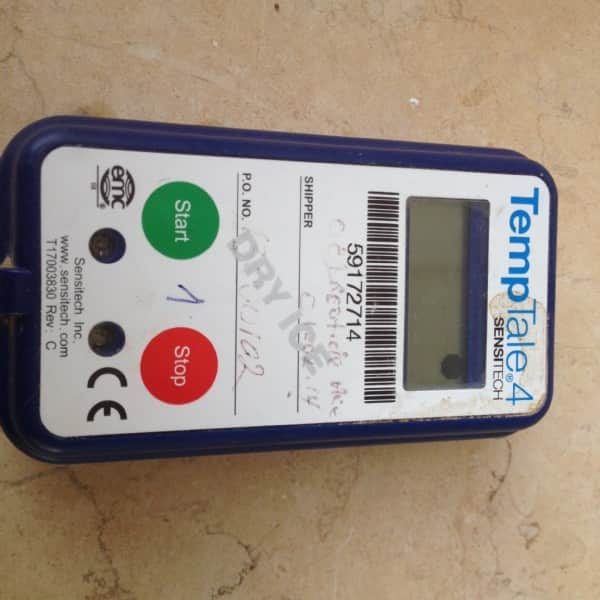 TempTale®4
SENSITECH
59172714
SHIPPER
P.O. NO.
DRY ICE
Start
1
Stop
emc
Sensitech Inc.
www.sensitech.com
T17003830 Rev: C
CE